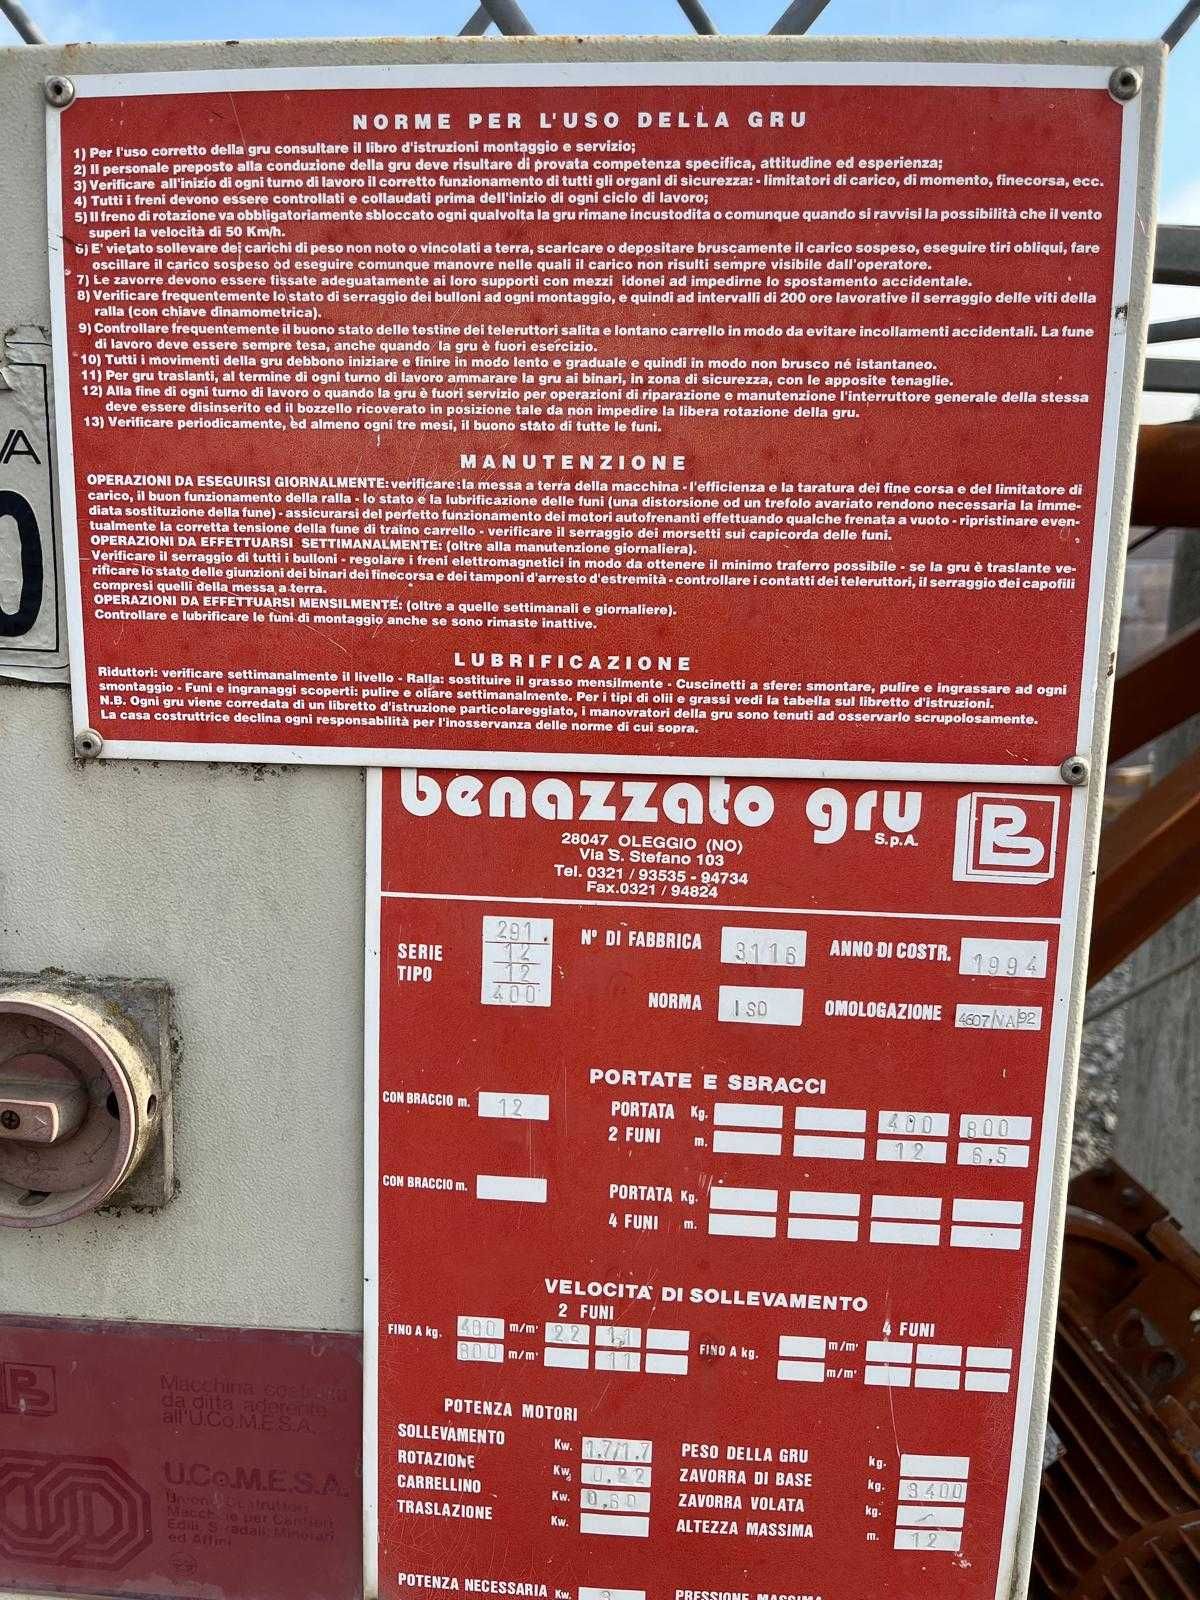 NORME PER L'USO DELLA GRU
1) Per l'uso corretto della gru consultare il libro d'istruzioni montaggio e servizio;
2) Il personale preposto alla conduzione della gru deve risultare di provata competenza specifica, attitudine ed esperienza;
3) Verificare all'inizio di ogni turno di lavoro il corretto funzionamento di tutti gli organi di sicurezza: - limitatori di carico, di momento, finecorsa, ecc.
4) Tutti i freni devono essere controllati e collaudati prima dell'inizio di ogni ciclo di lavoro;
5) Il freno di rotazione va obbligatoriamente sbloccato ogni qualvolta la gru rimane incustodita o comunque quando si ravvisi la possibilità che il vento
superi la velocità di 50 Km/h.
6) E' vietato sollevare dei carichi di peso non noto o vincolati a terra, scaricare o depositare bruscamente il carico sospeso, eseguire tiri obliqui, fare
oscillare il carico sospeso od eseguire comunque manovre nelle quali il carico non risulti sempre visibile dall'operatore.
7) Le zavorre devono essere fissate adeguatamente ai loro supporti con mezzi idonei ad impedirne lo spostamento accidentale.
8) Verificare frequentemente lo stato di serraggio dei bulloni ad ogni montaggio, e quindi ad intervalli di 200 ore lavorative il serraggio delle viti della
ralla (con chiave dinamometrica).
9) Controllare frequentemente il buono stato delle testine dei teleruttori salita e lontano carrello in modo da evitare incollamenti accidentali. La fune
di lavoro deve essere sempre tesa, anche quando la gru è fuori esercizio.
10) Tutti i movimenti della gru debbono iniziare e finire in modo lento e graduale e quindi in modo non brusco né istantaneo.
11) Per gru traslanti, al termine di ogni turno di lavoro ammarare la gru ai binari, in zona di sicurezza, con le apposite tenaglie.
12) Alla fine di ogni turno di lavoro o quando la gru è fuori servizio per operazioni di riparazione e manutenzione l'interruttore generale della stessa
deve essere disinserito ed il bozzello ricoverato in posizione tale da non impedire la libera rotazione della gru.
13) Verificare periodicamente, ed almeno ogni tre mesi, il buono stato di tutte le funi.
MANUTENZIONE
OPERAZIONI DA ESEGUIRSI GIORNALMENTE: verificare: la messa a terra della macchina - l'efficienza e la taratura dei fine corsa e del limitatore di
carico, il buon funzionamento della ralla - lo stato e la lubrificazione delle funi (una distorsione od un trefolo avariato rendono necessaria la imme-
diata sostituzione della fune) - assicurarsi del perfetto funzionamento dei motori autofrenanti effettuando qualche frenata a vuoto - ripristinare even-
tualmente la corretta tensione della fune di traino carrello - verificare il serraggio dei morsetti sui capicorda delle funi.
OPERAZIONI DA EFFETTUARSI SETTIMANALMENTE: (oltre alla manutenzione giornaliera).
Verificare il serraggio di tutti i bulloni - regolare i freni elettromagnetici in modo da ottenere il minimo traferro possibile - se la gru è traslante ve-
rificare lo stato delle giunzioni dei binari dei finecorsa e dei tamponi d'arresto d'estremità - controllare i contatti dei teleruttori, il serraggio dei capofili
compresi quelli della messa a terra.
OPERAZIONI DA EFFETTUARSI MENSILMENTE: (oltre a quelle settimanali e giornaliere).
Controllare e lubrificare le funi di montaggio anche se sono rimaste inattive.
LUBRIFICAZIONE
Riduttori: verificare settimanalmente il livello - Ralla: sostituire il grasso mensilmente - Cuscinetti a sfere: smontare, pulire e ingrassare ad ogni
smontaggio - Funi e ingranaggi scoperti: pulire e oliare settimanalmente. Per i tipi di olii e grassi vedi la tabella sul libretto d'istruzioni.
N.B. Ogni gru viene corredata di un libretto d'istruzione particolareggiato, i manovratori della gru sono tenuti ad osservarlo scrupolosamente.
La casa costruttrice declina ogni responsabilità per l'inosservanza delle norme di cui sopra.
benazzato gru
S.p.A.
28047 OLEGGIO (NO)
Via S. Stefano 103
Tel. 0321 / 93535 - 94734
Fax.0321 / 94824
SERIE TIPO 291 12 12 400
N° DI FABBRICA 3116 ANNO DI COSTR. 1994
NORMA ISO OMOLOGAZIONE 4607/VA/92
PORTATE E SBRACCI
CON BRACCIO m. 12 PORTATA Kg. 400 800
2 FUNI m. 12 6,5
CON BRACCIO m. PORTATA Kg.
4 FUNI m.
VELOCITA' DI SOLLEVAMENTO
2 FUNI 4 FUNI
FINO A kg. 400 m/m' 22 11 FINO A kg. m/m'
800 m/m' 11 m/m'
POTENZA MOTORI
SOLLEVAMENTO Kw. 1.7/1.7 PESO DELLA GRU kg.
ROTAZIONE Kw. 0,22 ZAVORRA DI BASE kg. 3400
CARRELLINO Kw. 0,60 ZAVORRA VOLATA kg.
TRASLAZIONE Kw. ALTEZZA MASSIMA m. 12
POTENZA NECESSARIA Kw. 3 PRESSIONE MASSIMA
VA
0
OFF
Macchina costruita
da ditta aderente
all'U.Co.M.E.S.A.
U.Co.M.E.S.A.
Macchine per Cantieri
Edili, Stradali, Minerari
ed Affini